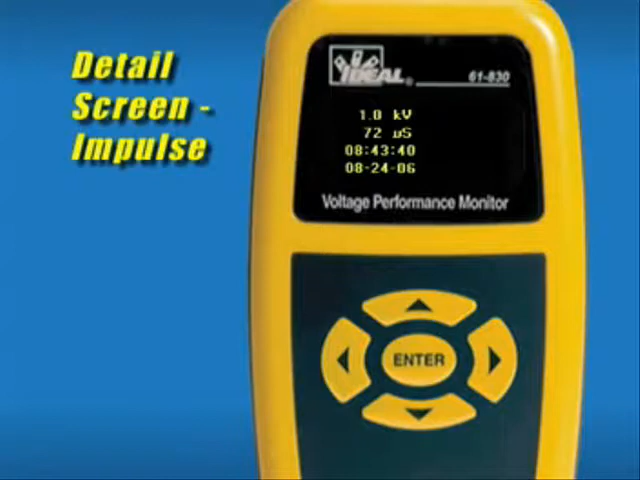 Detail
Screen -
Impulse
IDEAL®
61-830
1.0 kV
72 µS
08:43:40
08-24-06
Voltage Performance Monitor
ENTER